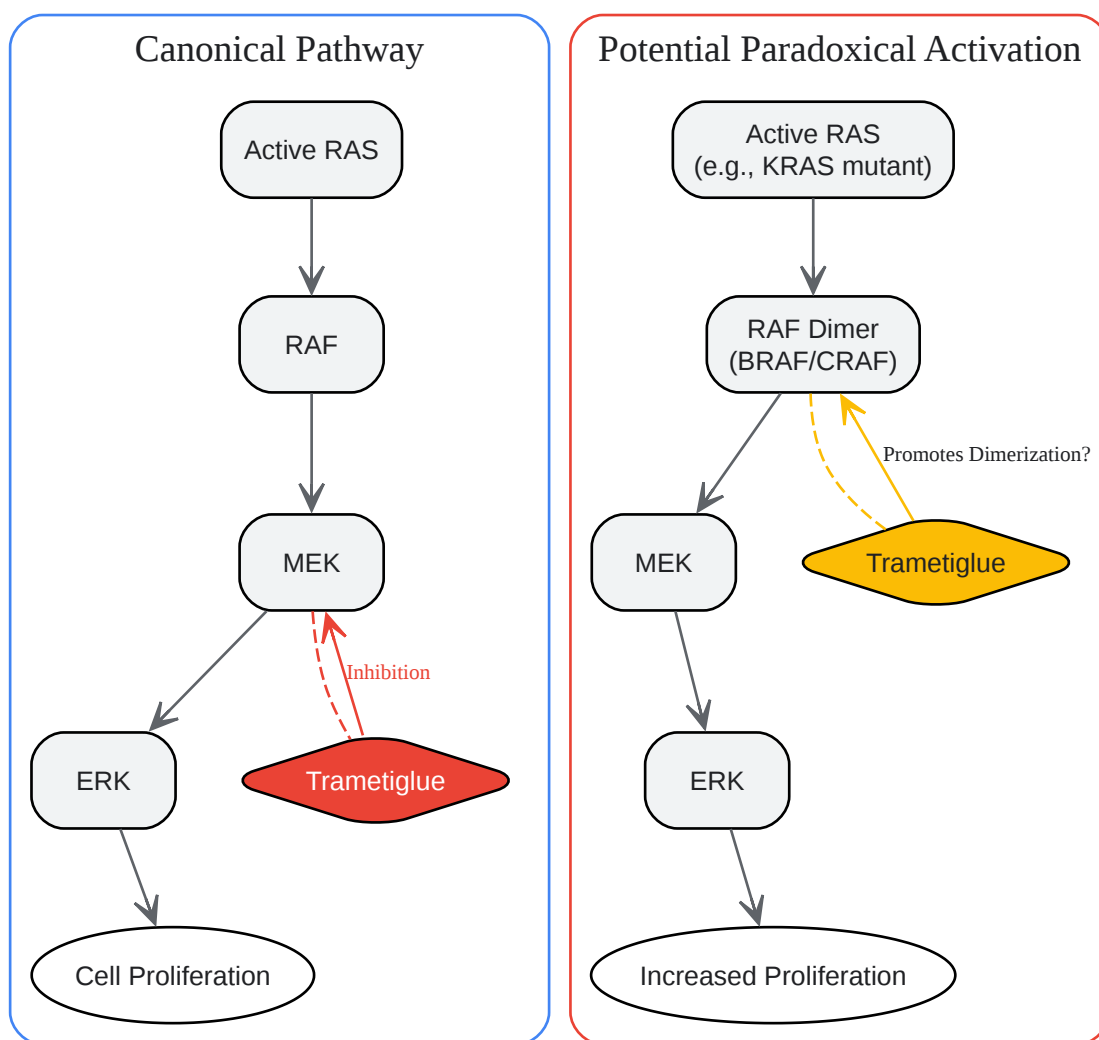 Canonical Pathway
Active RAS
RAF
MEK
Inhibition
Trametiglue
ERK
Cell Proliferation
Potential Paradoxical Activation
Active RAS
(e.g., KRAS mutant)
RAF Dimer
(BRAF/CRAF)
Promotes Dimerization?
Trametiglue
MEK
ERK
Increased Proliferation